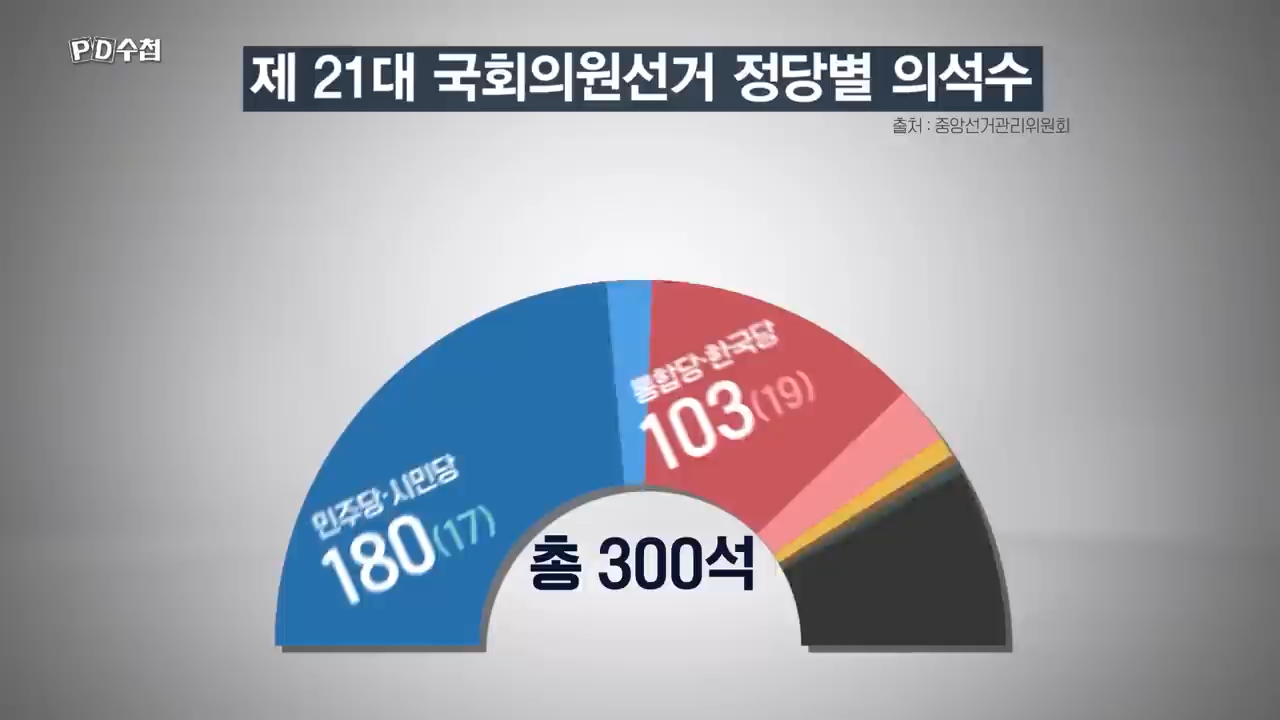 PD수첩
제 21대 국회의원선거 정당별 의석수
출처 : 중앙선거관리위원회
통합당·한국당
103(19)
민주당·시민당
180(17)
총 300석